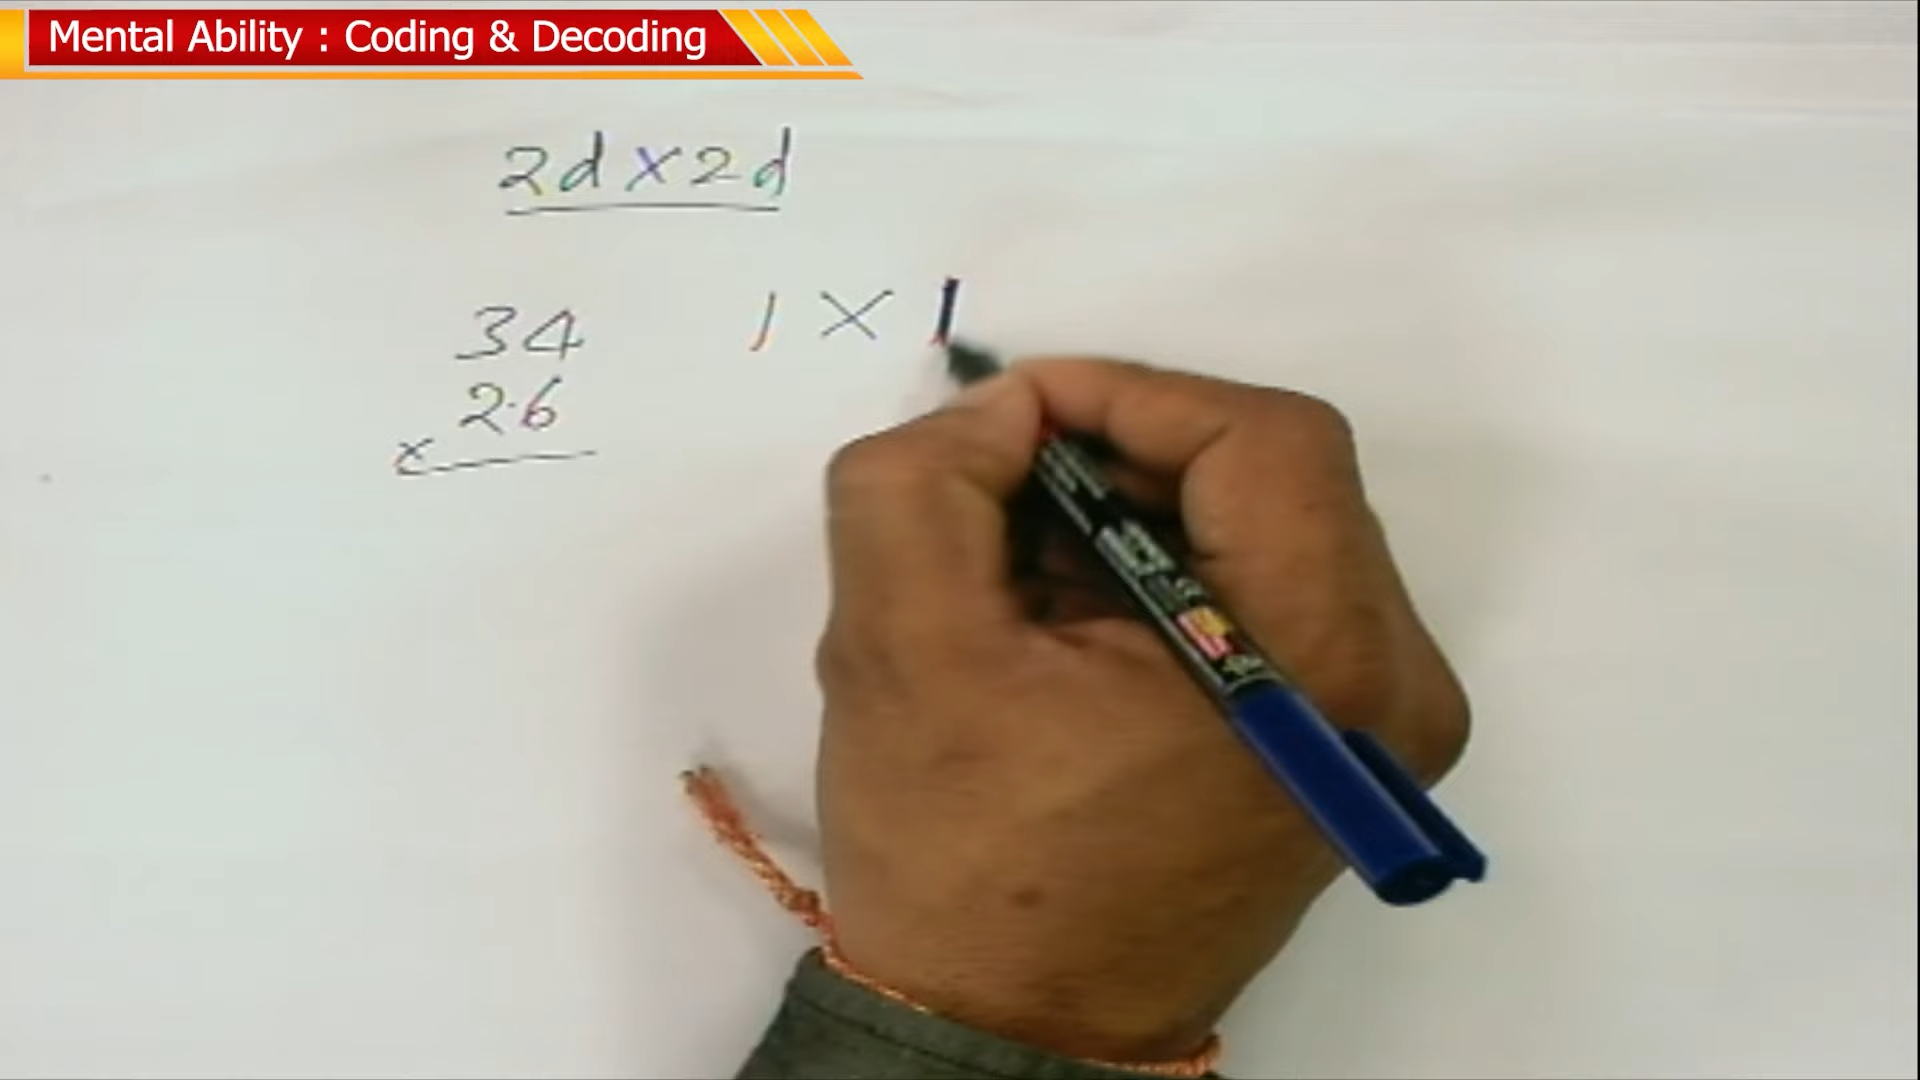 Mental Ability : Coding & Decoding
2d x 2d
34 1 X 1
26
x